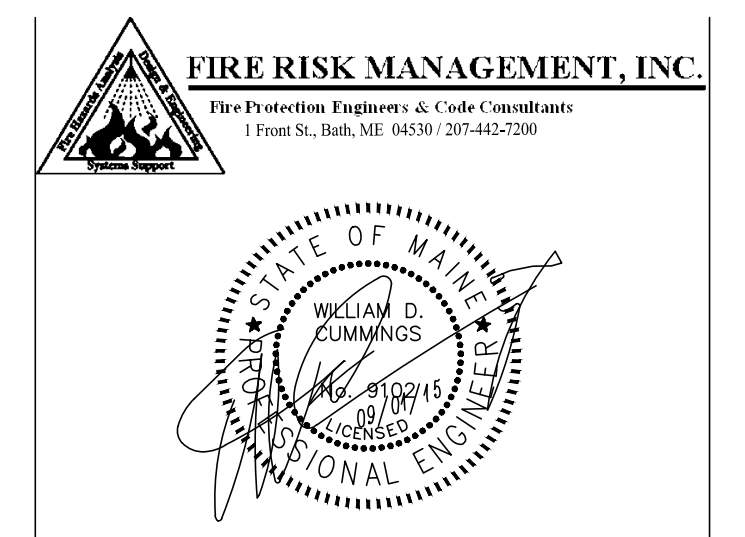 Fire Hazards Analysis
Design & Engineering
Systems Support
FIRE RISK MANAGEMENT, INC.
Fire Protection Engineers & Code Consultants
1 Front St., Bath, ME 04530 / 207-442-7200
STATE OF MAINE
WILLIAM D.
CUMMINGS
No. 9102
09/01/15
LICENSED
PROFESSIONAL ENGINEER